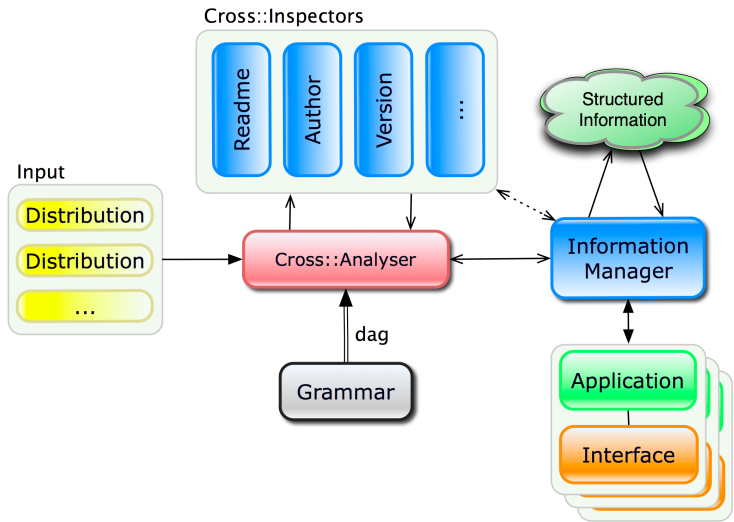 Cross::Inspectors
Readme
Author
Version
...
Structured
Information
Input
Distribution
Distribution
...
Cross::Analyser
Information
Manager
dag
Grammar
Application
Interface